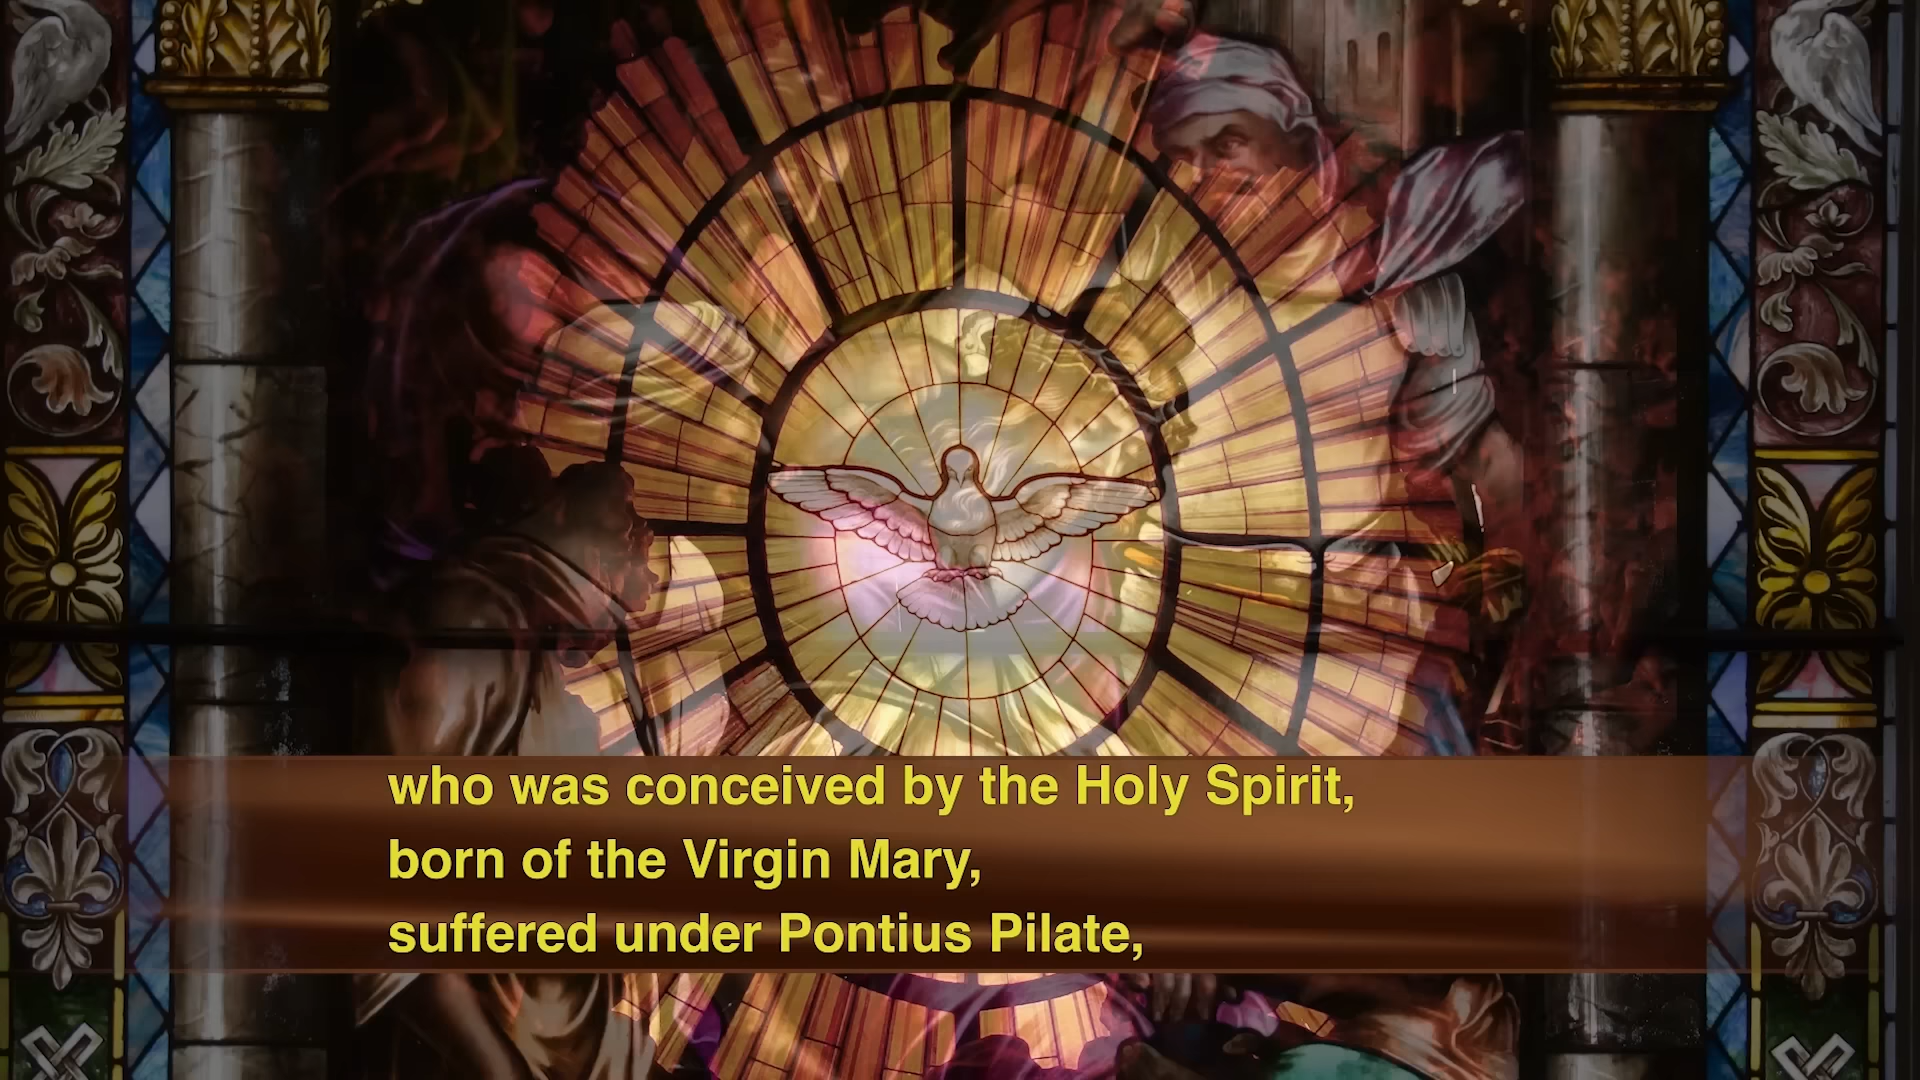 who was conceived by the Holy Spirit,
born of the Virgin Mary,
suffered under Pontius Pilate,